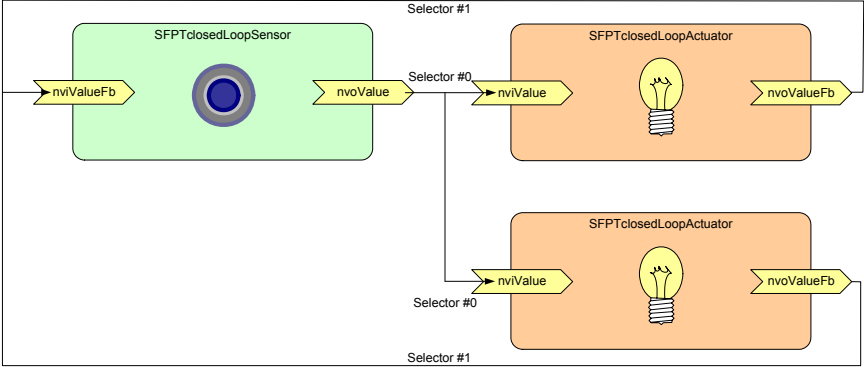 Selector #1
SFPTclosedLoopSensor
SFPTclosedLoopActuator
nviValueFb
nvoValue
Selector #0
nviValue
nvoValueFb
SFPTclosedLoopActuator
nviValue
nvoValueFb
Selector #0
Selector #1